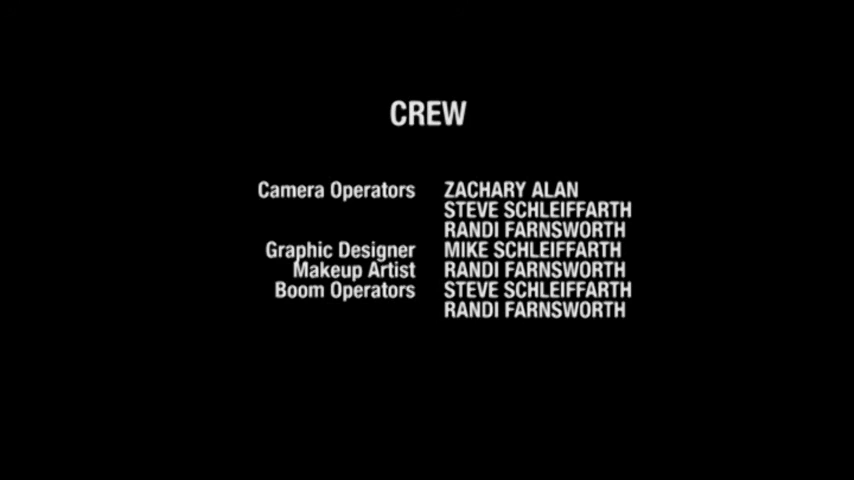 CREW
Camera Operators ZACHARY ALAN
STEVE SCHLEIFFARTH
RANDI FARNSWORTH
Graphic Designer MIKE SCHLEIFFARTH
Makeup Artist RANDI FARNSWORTH
Boom Operators STEVE SCHLEIFFARTH
RANDI FARNSWORTH